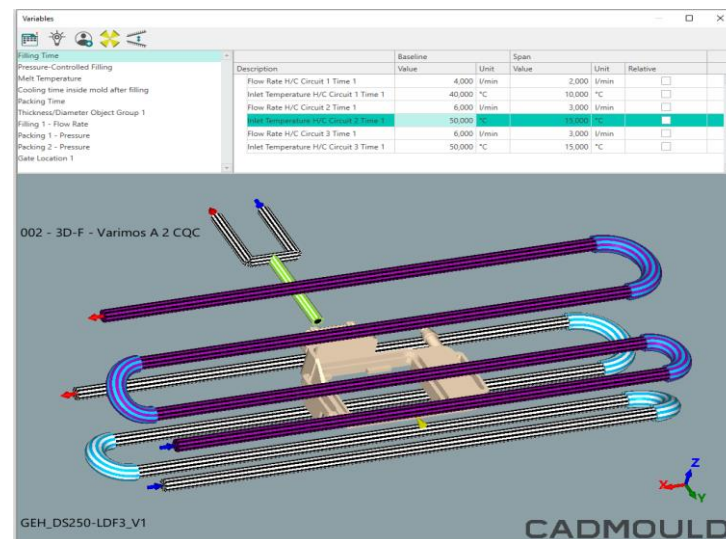 Variables
Filling Time
Pressure-Controlled Filling
Melt Temperature
Cooling time inside mold after filling
Packing Time
Thickness/Diameter Object Group 1
Filling 1 - Flow Rate
Packing 1 - Pressure
Packing 2 - Pressure
Gate Location 1
Baseline Span
Description Value Unit Value Unit Relative
Flow Rate H/C Circuit 1 Time 1 4,000 l/min 2,000 l/min
Inlet Temperature H/C Circuit 1 Time 1 40,000 °C 10,000 °C
Flow Rate H/C Circuit 2 Time 1 6,000 l/min 3,000 l/min
Inlet Temperature H/C Circuit 2 Time 1 50,000 °C 15,000 °C
Flow Rate H/C Circuit 3 Time 1 6,000 l/min 3,000 l/min
Inlet Temperature H/C Circuit 3 Time 1 50,000 °C 15,000 °C
002 - 3D-F - Varimos A 2 CQC
Z
X
Y
GEH_DS250-LDF3_V1
CADMOULD